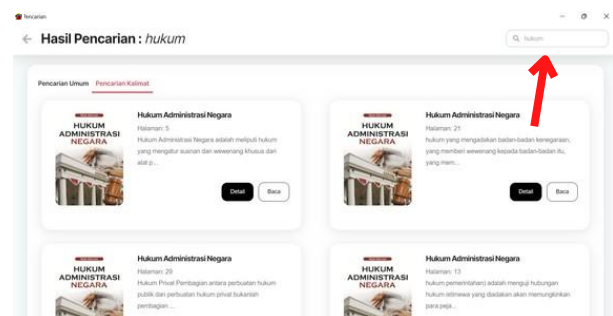 Pencarian
Hasil Pencarian : hukum
hukum
Pencarian Umum Pencarian Kalimat
HUKUM
ADMINISTRASI
NEGARA
Hukum Administrasi Negara
Halaman: 5
Hukum Administrasi Negara adalah meliputi hukum
yang mengatur susnan dan wewenang khusus dari
alat p...
Detail Baca
HUKUM
ADMINISTRASI
NEGARA
Hukum Administrasi Negara
Halaman: 21
hukum yang mengadakan badan-badan kenegaraan,
yang memberi wewenang kepada badan-badan itu,
yang mem...
Detail Baca
HUKUM
ADMINISTRASI
NEGARA
Hukum Administrasi Negara
Halaman: 29
Hukum Privat Pembagian antara perbuatan hukum
publik dan perbuatan hukum privat bukanlah
pembagian ...
HUKUM
ADMINISTRASI
NEGARA
Hukum Administrasi Negara
Halaman: 13
hukum pemerintahan) adalah menguji hubungan
hukum istimewa yang diadakan akan memungkinkan
para peja...